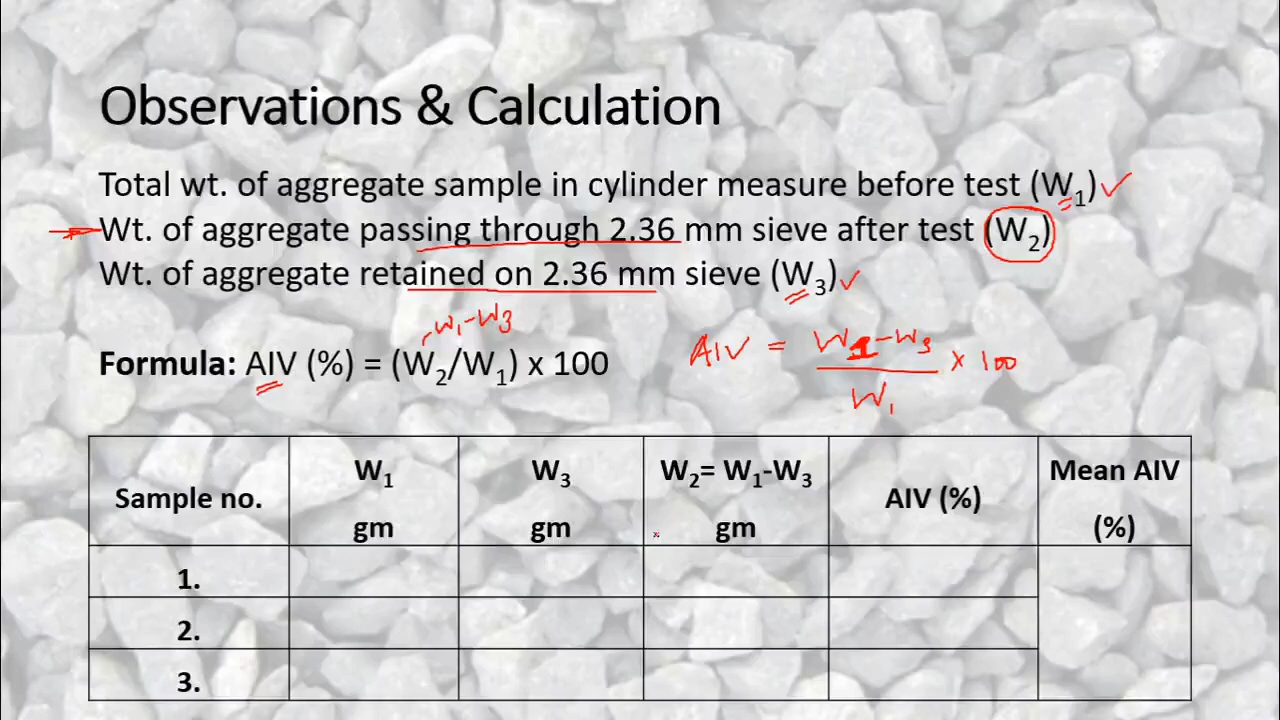 Observations & Calculation
Total wt. of aggregate sample in cylinder measure before test (W₁)
Wt. of aggregate passing through 2.36 mm sieve after test (W₂)
Wt. of aggregate retained on 2.36 mm sieve (W₃)
W₁-W₃
Formula: AIV (%) = (W₂/W₁) x 100
AIV = W₁-W₃ / W₁ x 100
Sample no. W₁ gm W₃ gm W₂= W₁-W₃ gm AIV (%) Mean AIV (%)
1.
2.
3.